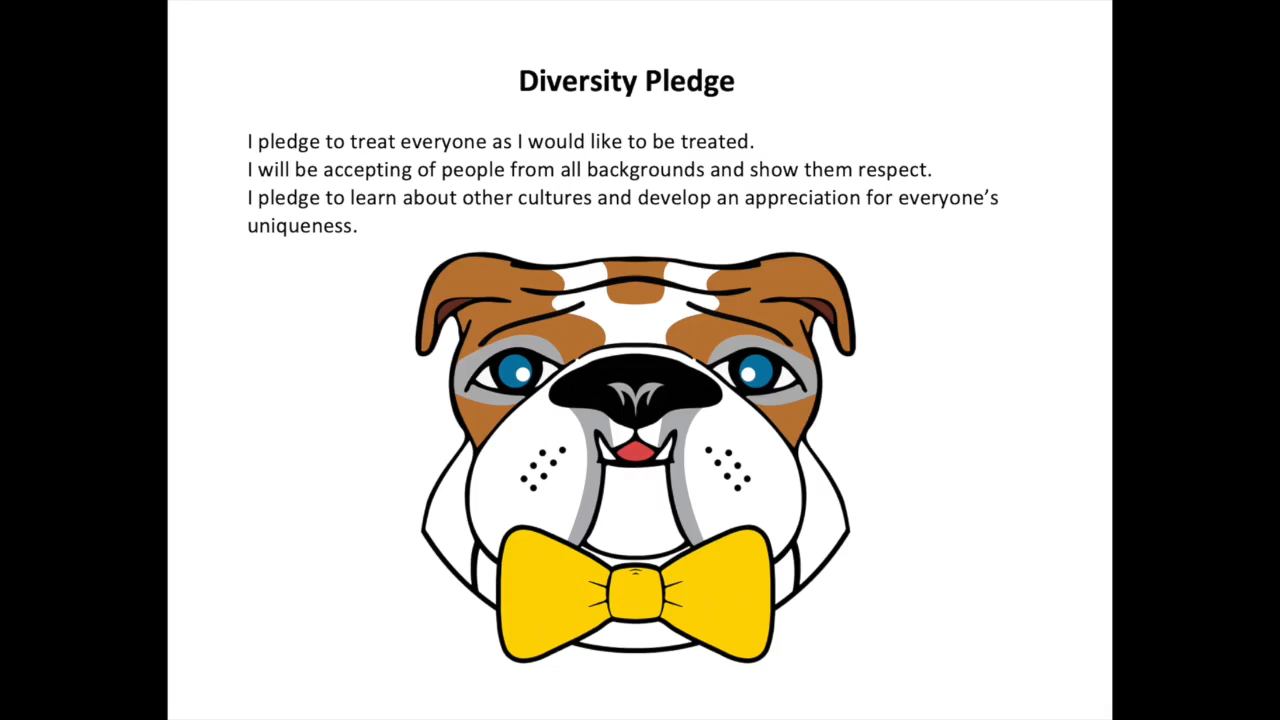 Diversity Pledge
I pledge to treat everyone as I would like to be treated.
I will be accepting of people from all backgrounds and show them respect.
I pledge to learn about other cultures and develop an appreciation for everyone’s
uniqueness.